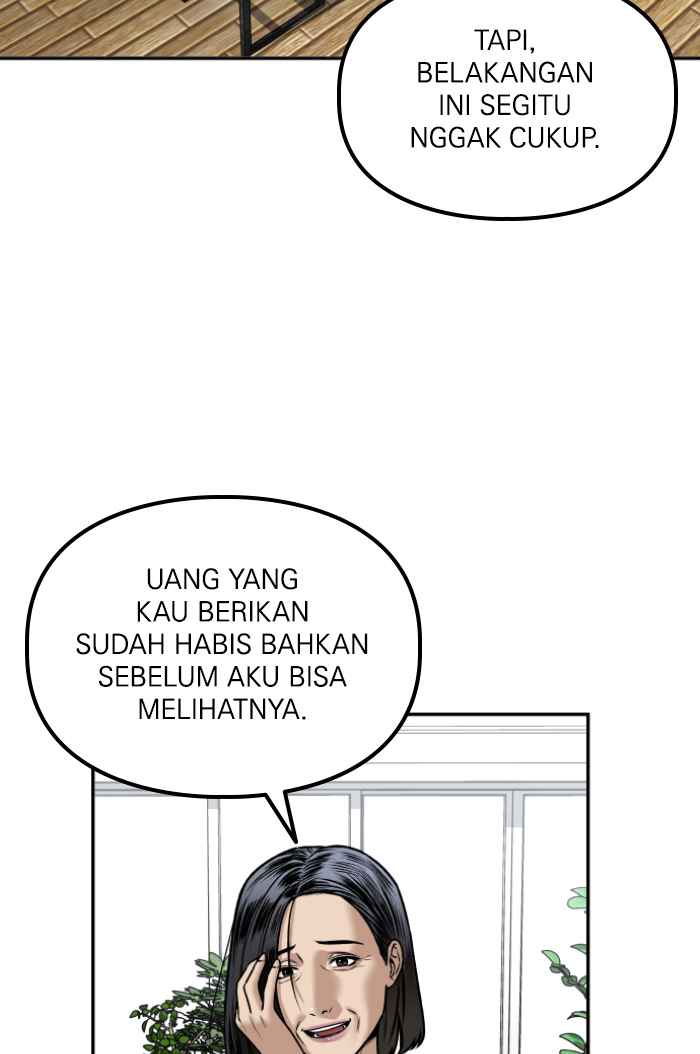 TAPI,
BELAKANGAN
INI SEGITU
NGGAK CUKUP.
UANG YANG
KAU BERIKAN
SUDAH HABIS BAHKAN
SEBELUM AKU BISA
MELIHATNYA.